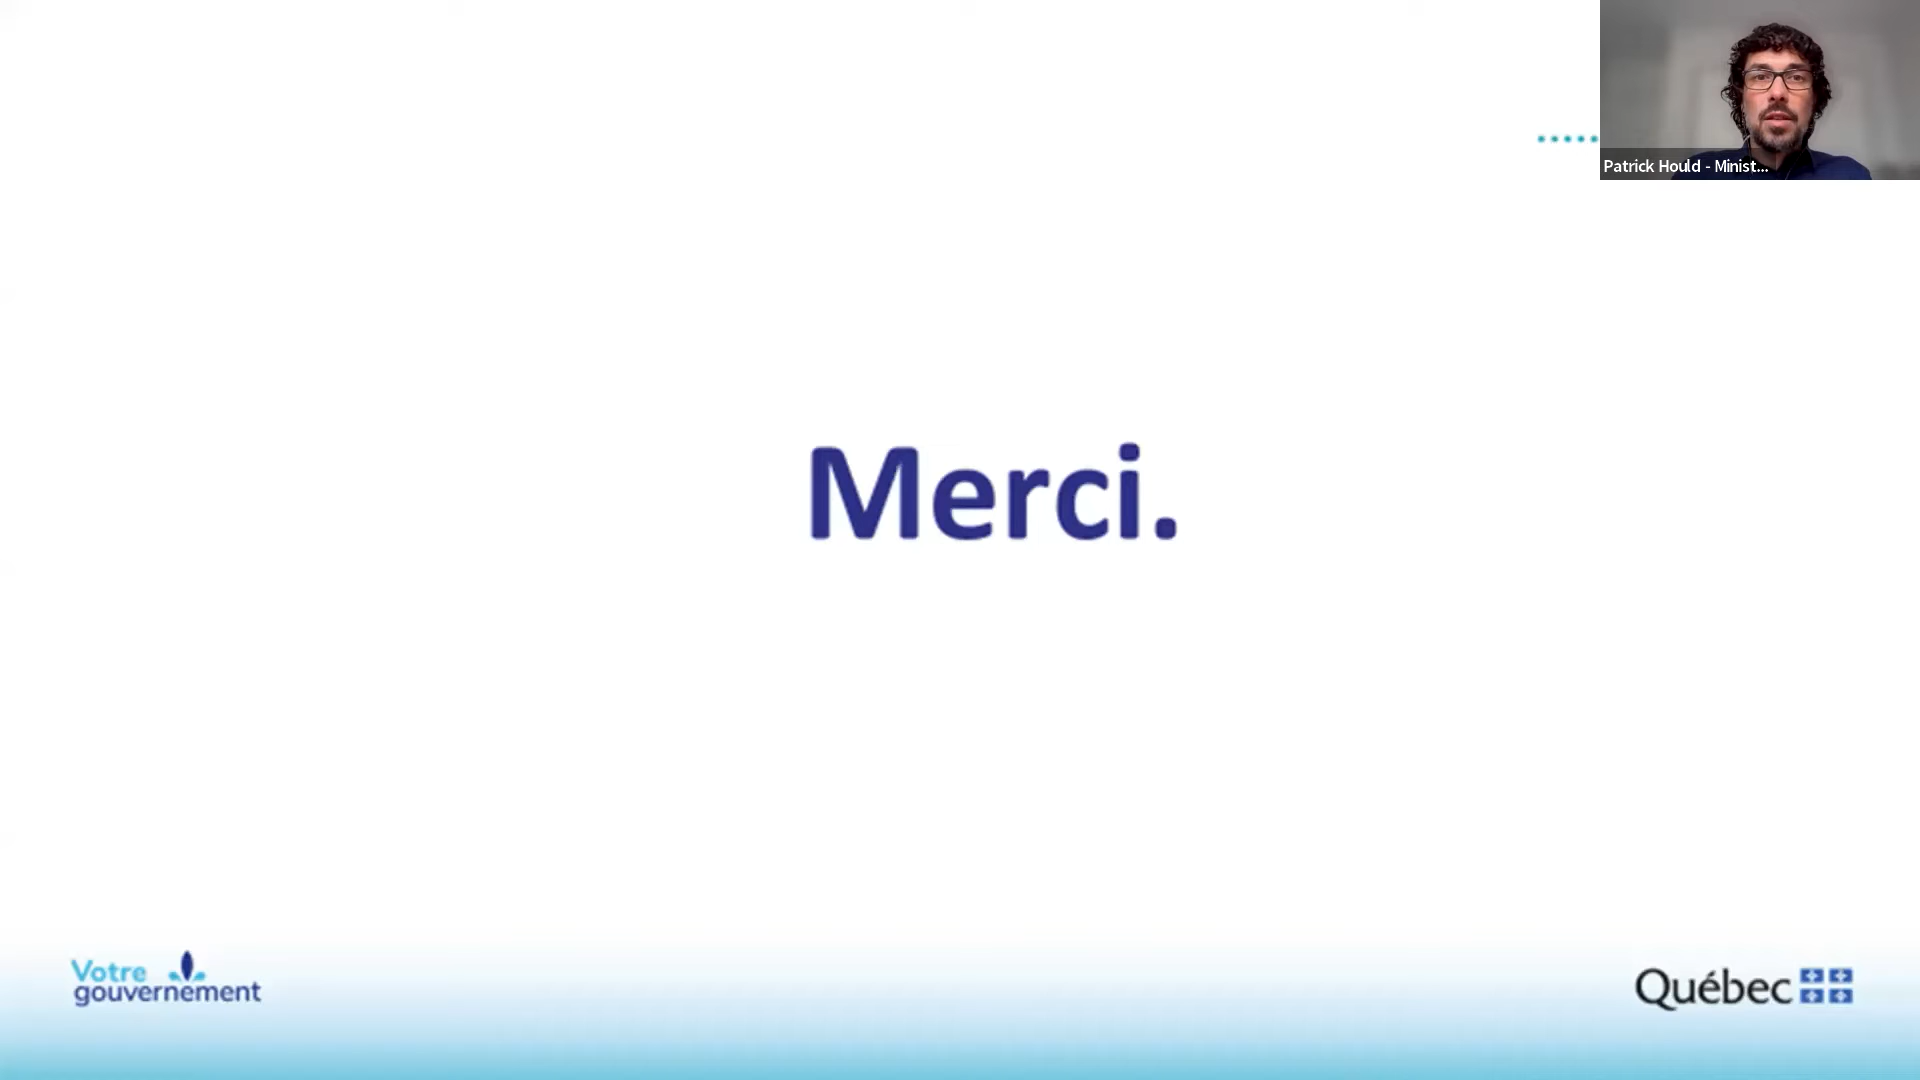 Patrick Hould - Minist...
Merci.
Votre
gouvernement
Québec